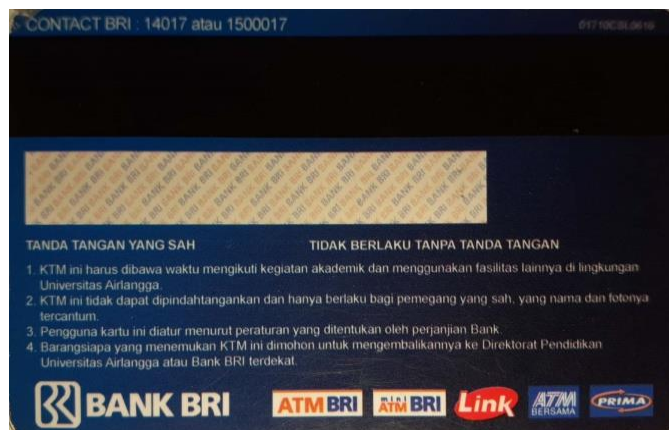 CONTACT BRI : 14017 atau 1500017
TANDA TANGAN YANG SAH
TIDAK BERLAKU TANPA TANDA TANGAN
1. KTM ini harus dibawa waktu mengikuti kegiatan akademik dan menggunakan fasilitas lainnya di lingkungan
Universitas Airlangga.
2. KTM ini tidak dapat dipindahtangankan dan hanya berlaku bagi pemegang yang sah, yang nama dan fotonya
tercantum.
3. Pengguna kartu ini diatur menurut peraturan yang ditentukan oleh perjanjian Bank.
4. Barangsiapa yang menemukan KTM ini dimohon untuk mengembalikannya ke Direktorat Pendidikan
Universitas Airlangga atau Bank BRI terdekat.
BANK BRI
ATM BRI
mini ATM BRI
Link
ATM BERSAMA
PRIMA